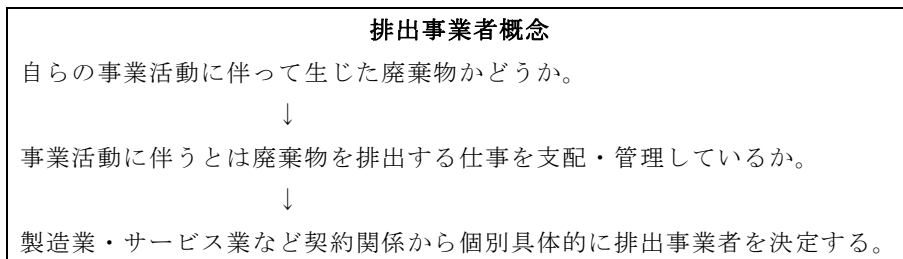 排出事業者概念
自らの事業活動に伴って生じた廃棄物かどうか。
↓
事業活動に伴うとは廃棄物を排出する仕事を支配・管理しているか。
↓
製造業・サービス業など契約関係から個別具体的に排出事業者を決定する。